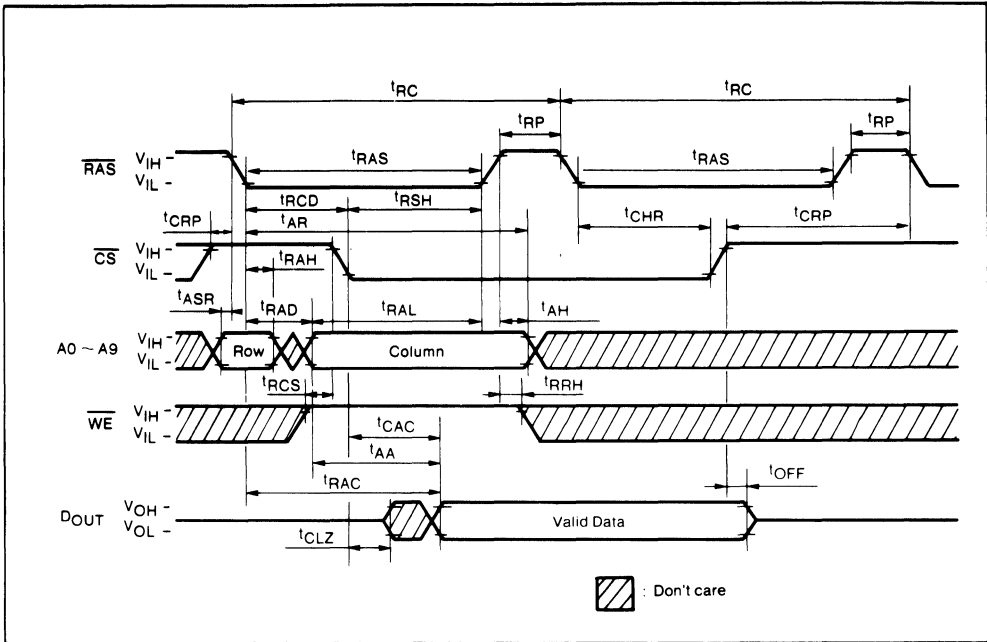 tRC tRC
tRP tRP
RAS VIH
VIL
tRAS tRAS
tRCD tRSH
tCRP tAR tCHR tCRP
CS VIH
VIL
tRAH
tASR tRAD tRAL tAH
A0 ~ A9 VIH
VIL
Row Column
tRCS tRRH
WE VIH
VIL
tCAC
tAA
tRAC tOFF
DOUT VOH
VOL
Valid Data
tCLZ
: Don't care